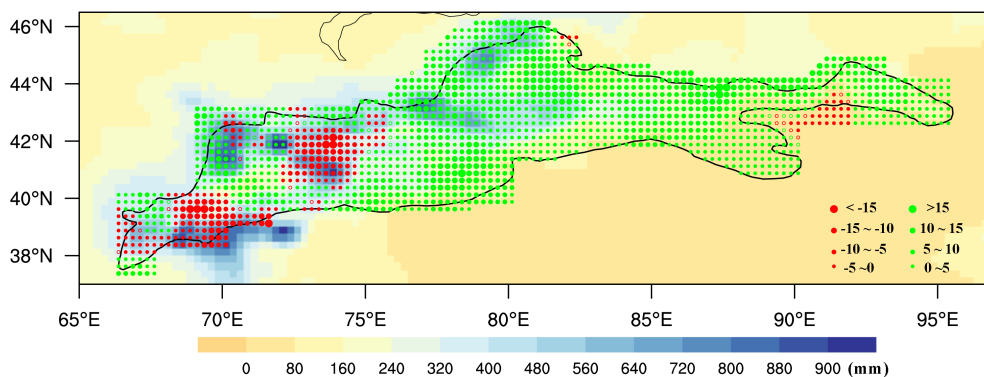 46°N
44°N
42°N
40°N
38°N
< -15 >15
-15 ~ -10 10 ~ 15
-10 ~ -5 5 ~ 10
-5 ~0 0 ~5
65°E 70°E 75°E 80°E 85°E 90°E 95°E
0 80 160 240 320 400 480 560 640 720 800 880 900 (mm)